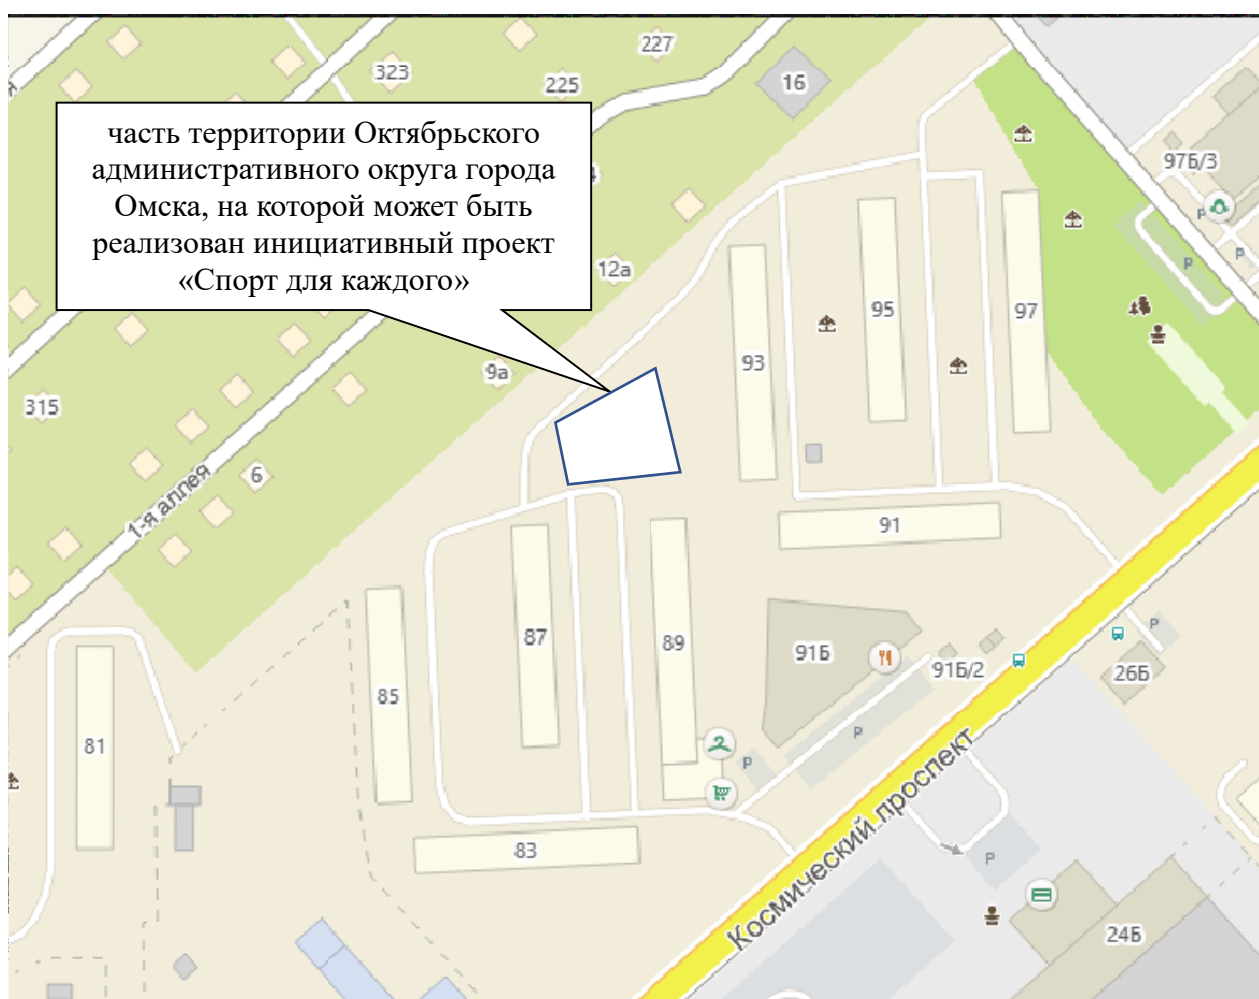 227
323
225
16
часть территории Октябрьского
административного округа города
Омска, на которой может быть
реализован инициативный проект
«Спорт для каждого»
97Б/3
P
P
P
12а
95
97
93
9а
315
6
1-я аллея
91
87
89
91Б
91Б/2
P
26Б
85
81
P
P
83
Космический проспект
P
24Б